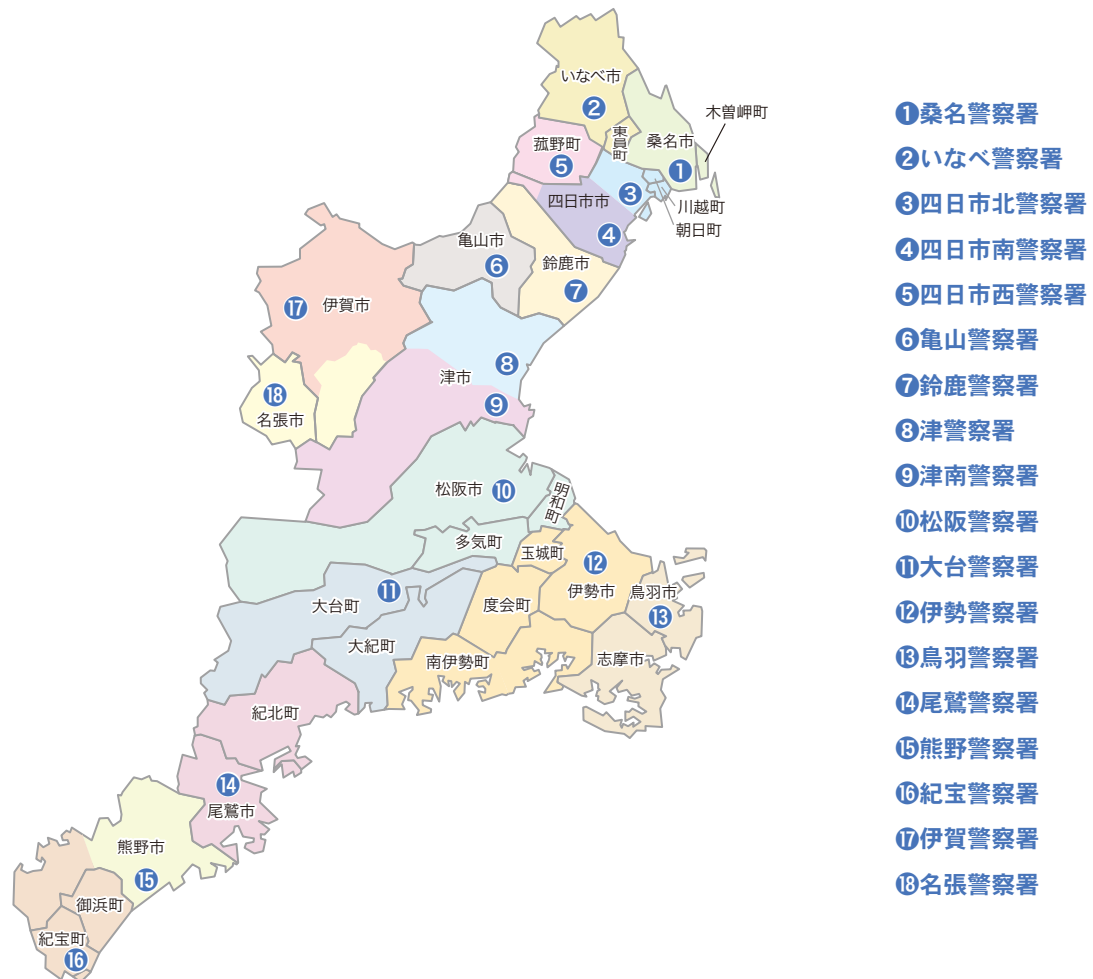 いなべ市
❷
木曽岬町
東員町
桑名市
❶
菰野町
❺
四日市市
❸
川越町
朝日町
❹
亀山市
❻
鈴鹿市
❼
⓱
伊賀市
❽
津市
⓲
名張市
❾
松阪市
❿
明和町
多気町
玉城町
⓬
伊勢市
鳥羽市
⓭
大台町
⓫
度会町
大紀町
南伊勢町
志摩市
紀北町
⓮
尾鷲市
熊野市
⓯
御浜町
紀宝町
⓰
❶桑名警察署
❷いなべ警察署
❸四日市北警察署
❹四日市南警察署
❺四日市西警察署
❻亀山警察署
❼鈴鹿警察署
❽津警察署
❾津南警察署
❿松阪警察署
⓫大台警察署
⓬伊勢警察署
⓭鳥羽警察署
⓮尾鷲警察署
⓯熊野警察署
⓰紀宝警察署
⓱伊賀警察署
⓲名張警察署